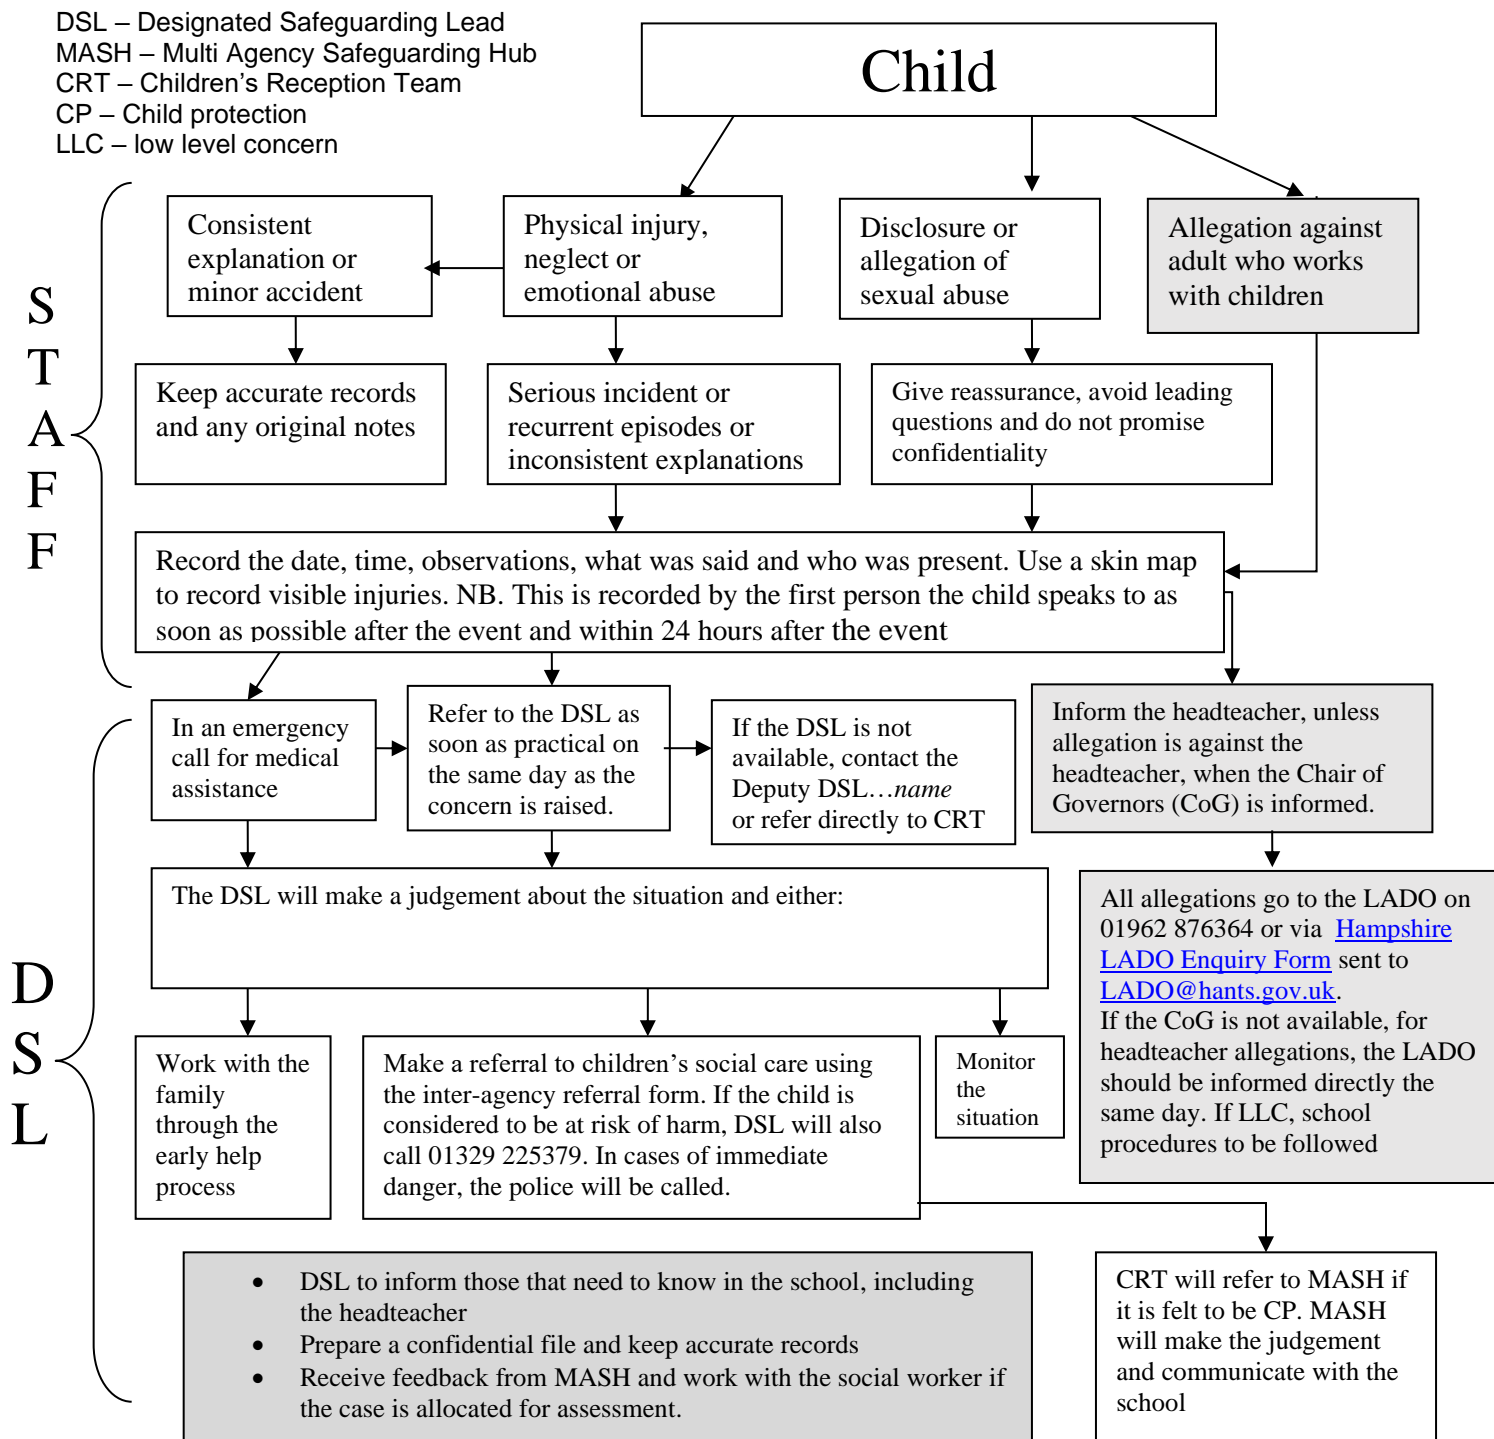 DSL – Designated Safeguarding Lead
MASH – Multi Agency Safeguarding Hub
CRT – Children's Reception Team
CP – Child protection
LLC – low level concern
Child
S
T
A
F
F
Consistent
explanation or
minor accident
Physical injury,
neglect or
emotional abuse
Disclosure or
allegation of
sexual abuse
Allegation against
adult who works
with children
Keep accurate records
and any original notes
Serious incident or
recurrent episodes or
inconsistent explanations
Give reassurance, avoid leading
questions and do not promise
confidentiality
Record the date, time, observations, what was said and who was present. Use a skin map
to record visible injuries. NB. This is recorded by the first person the child speaks to as
soon as possible after the event and within 24 hours after the event
D
S
L
In an emergency
call for medical
assistance
Refer to the DSL as
soon as practical on
the same day as the
concern is raised.
If the DSL is not
available, contact the
Deputy DSL…name
or refer directly to CRT
Inform the headteacher, unless
allegation is against the
headteacher, when the Chair of
Governors (CoG) is informed.
The DSL will make a judgement about the situation and either:
All allegations go to the LADO on
01962 876364 or via Hampshire
LADO Enquiry Form sent to
LADO@hants.gov.uk.
If the CoG is not available, for
headteacher allegations, the LADO
should be informed directly the
same day. If LLC, school
procedures to be followed
Work with the
family
through the
early help
process
Make a referral to children's social care using
the inter-agency referral form. If the child is
considered to be at risk of harm, DSL will also
call 01329 225379. In cases of immediate
danger, the police will be called.
Monitor
the
situation
• DSL to inform those that need to know in the school, including
the headteacher
• Prepare a confidential file and keep accurate records
• Receive feedback from MASH and work with the social worker if
the case is allocated for assessment.
CRT will refer to MASH if
it is felt to be CP. MASH
will make the judgement
and communicate with the
school